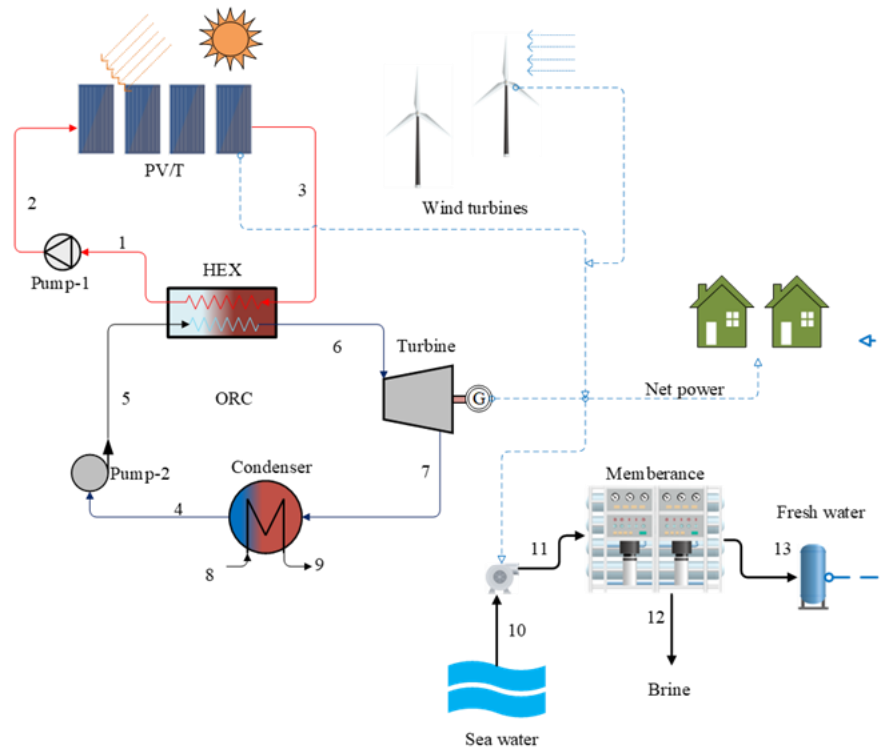 PV/T
3
2
Wind turbines
1
Pump-1
HEX
6
Turbine
5
ORC
G
Net power
Pump-2
Condenser
7
Memberance
4
Fresh water
11
13
8
9
10
12
Brine
Sea water